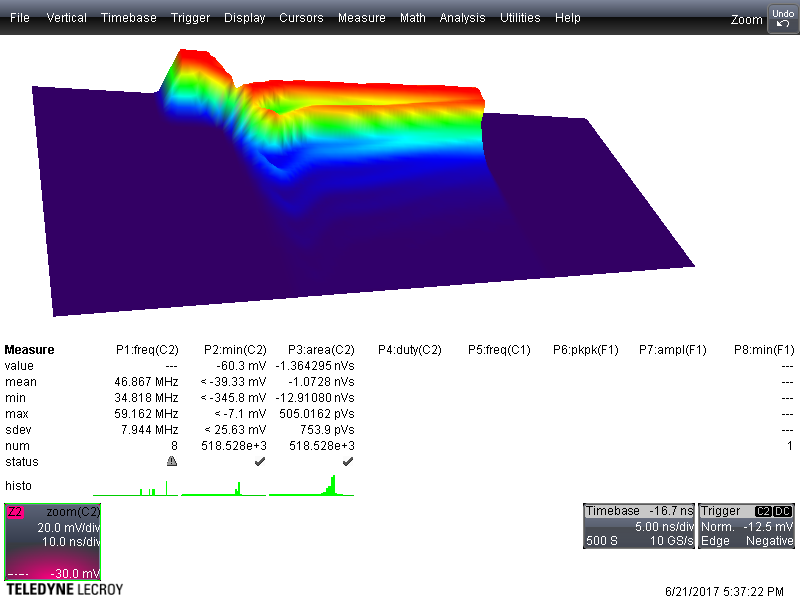 File Vertical Timebase Trigger Display Cursors Measure Math Analysis Utilities Help Zoom Undo
Measure P1:freq(C2) P2:min(C2) P3:area(C2) P4:duty(C2) P5:freq(C1) P6:pkpk(F1) P7:ampl(F1) P8:min(F1)
value --- -60.3 mV -1.364295 nVs ---
mean 46.867 MHz < -39.33 mV -1.0728 nVs ---
min 34.818 MHz < -345.8 mV -12.91080 nVs ---
max 59.162 MHz < -7.1 mV 505.0162 pVs ---
sdev 7.944 MHz < 25.63 mV 753.9 pVs ---
num 8 518.528e+3 518.528e+3 1
status
histo
Z2 zoom(C2)
20.0 mV/div
10.0 ns/div
-30.0 mV
Timebase -16.7 ns
5.00 ns/div
500 S 10 GS/s
Trigger C2 DC
Norm. -12.5 mV
Edge Negative
TELEDYNE LECROY
6/21/2017 5:37:22 PM